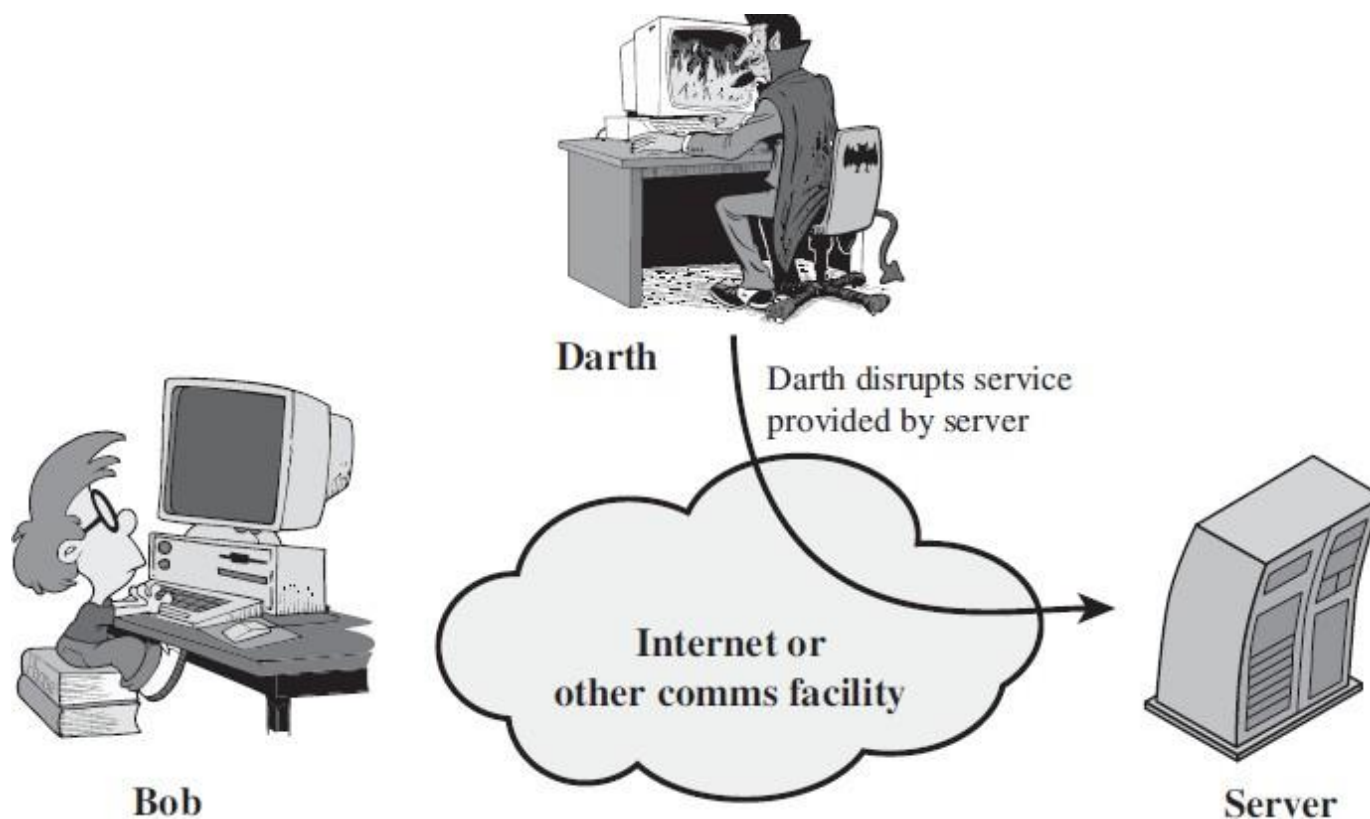 Darth
Darth disrupts service
provided by server
Internet or
other comms facility
Bob
Server